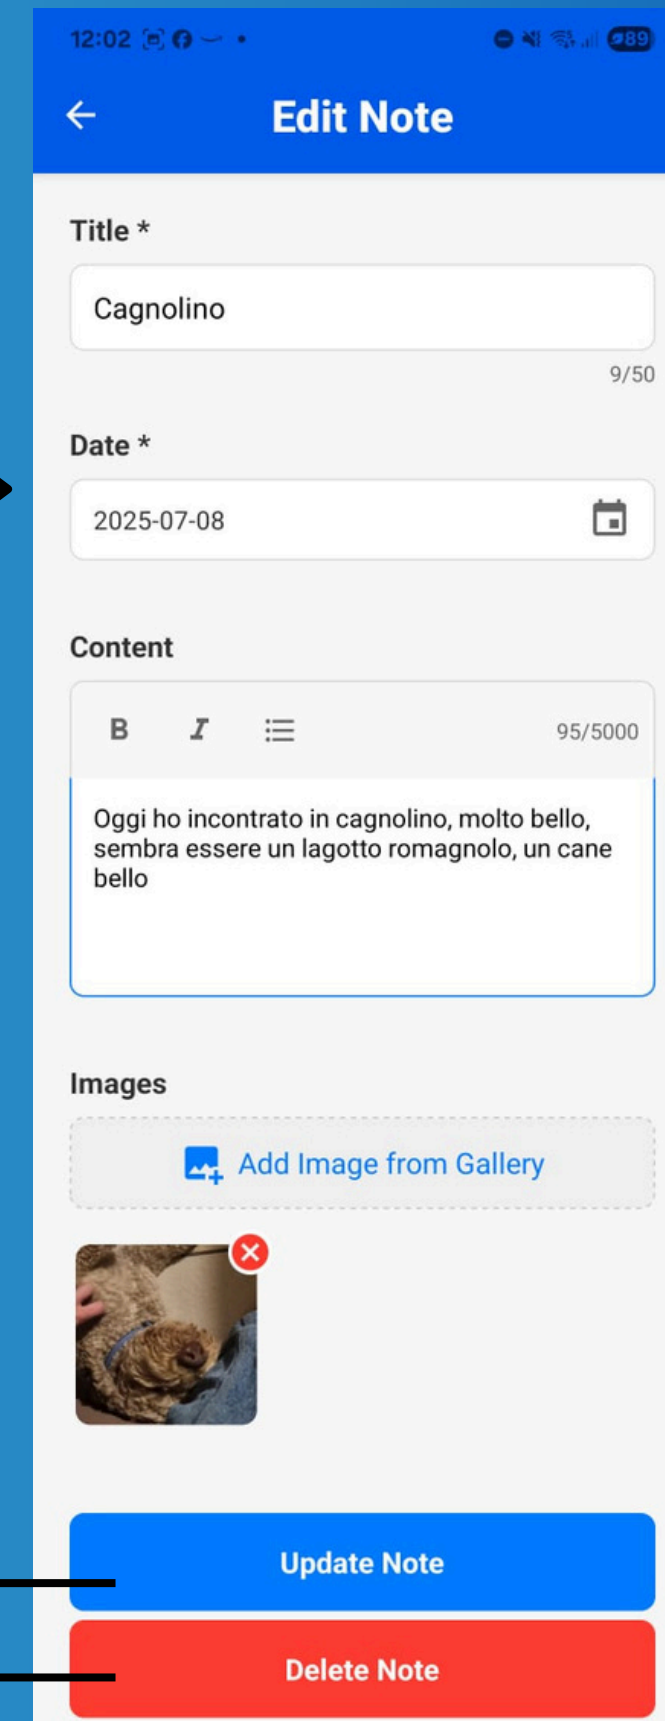 12:02
89
Edit Note
Title *
Cagnolino
9/50
Date *
2025-07-08
Content
B I 95/5000
Oggi ho incontrato in cagnolino, molto bello,
sembra essere un lagotto romagnolo, un cane
bello
Images
Add Image from Gallery
Update Note
Delete Note